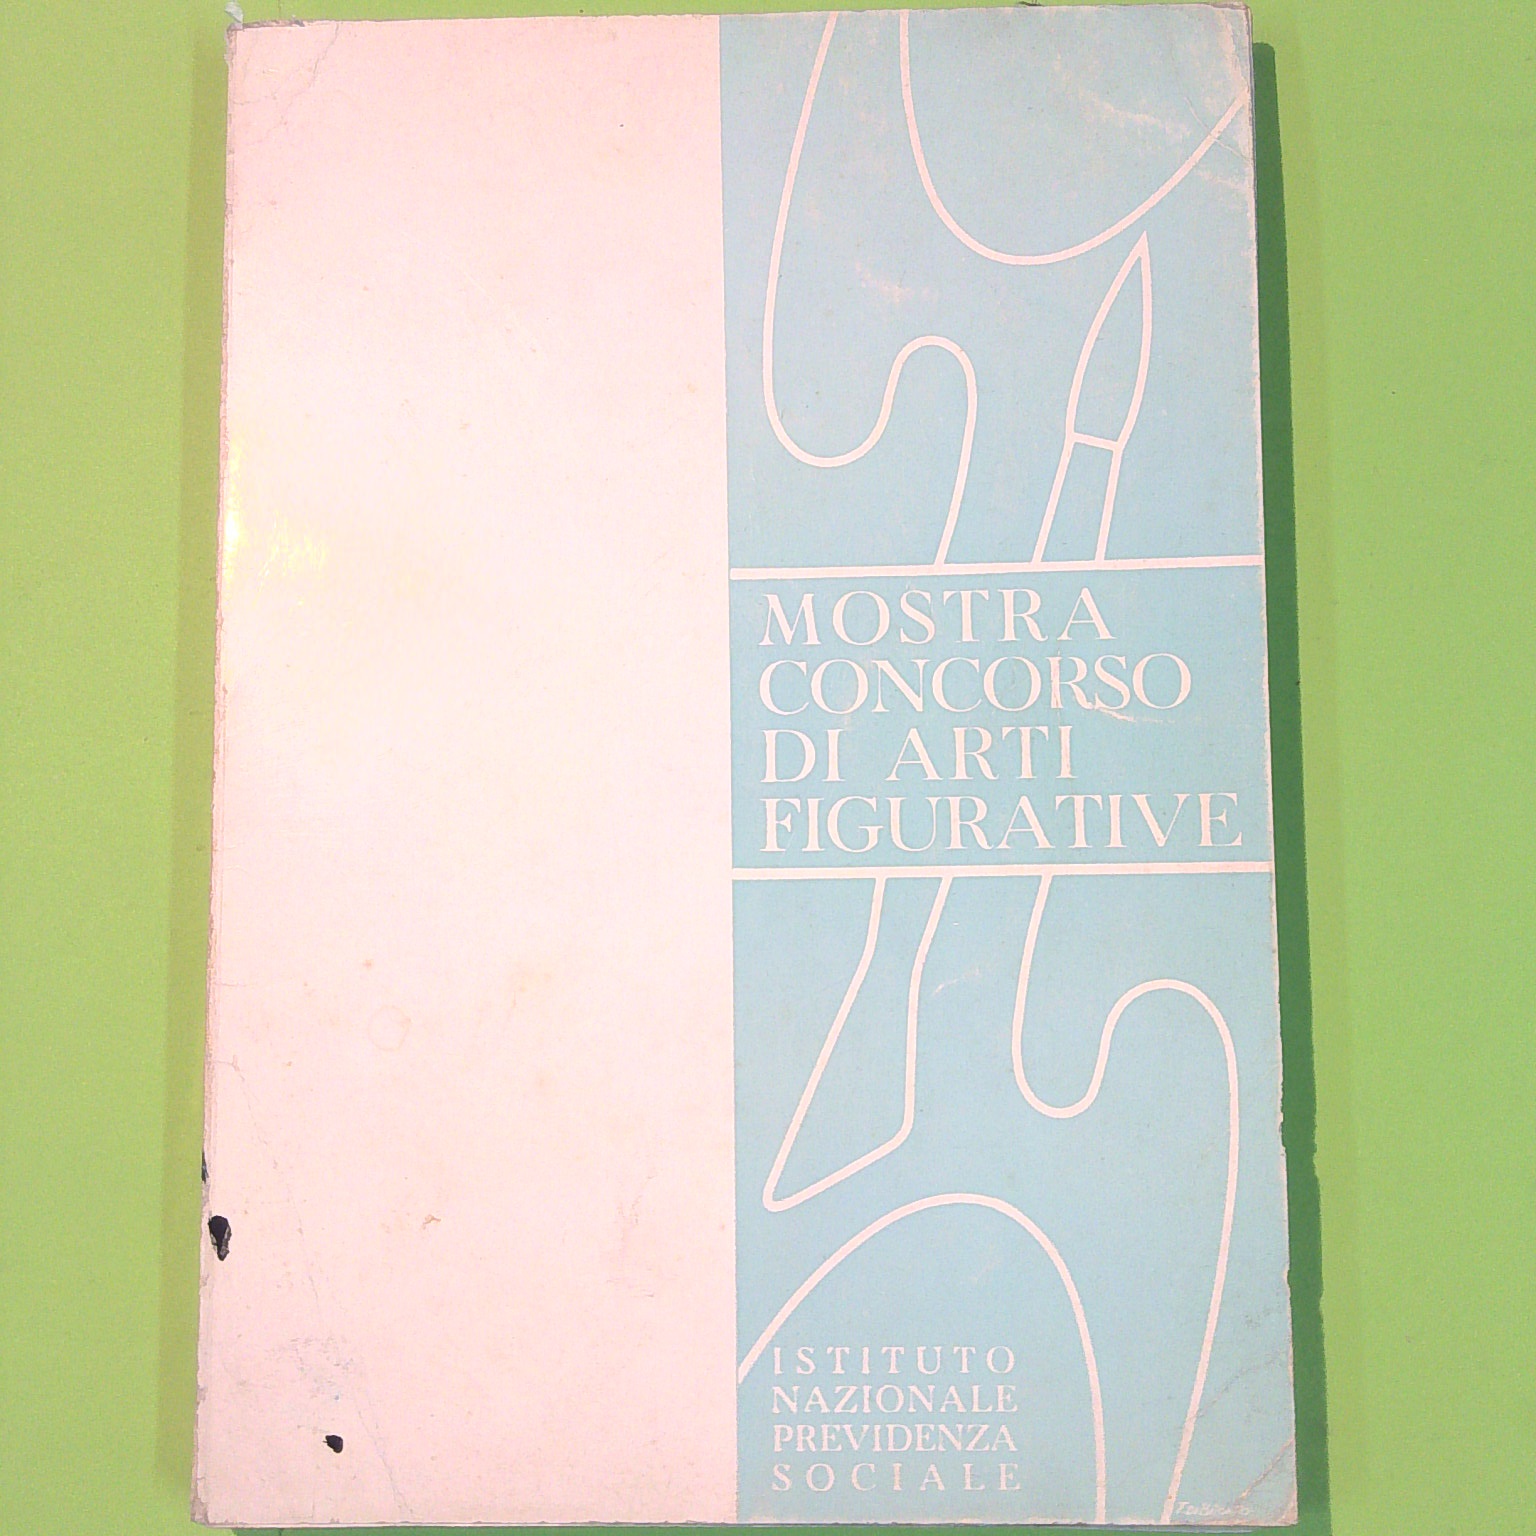 MOSTRA
CONCORSO
DI ARTI
FIGURATIVE
ISTITUTO
NAZIONALE
PREVIDENZA
SOCIALE